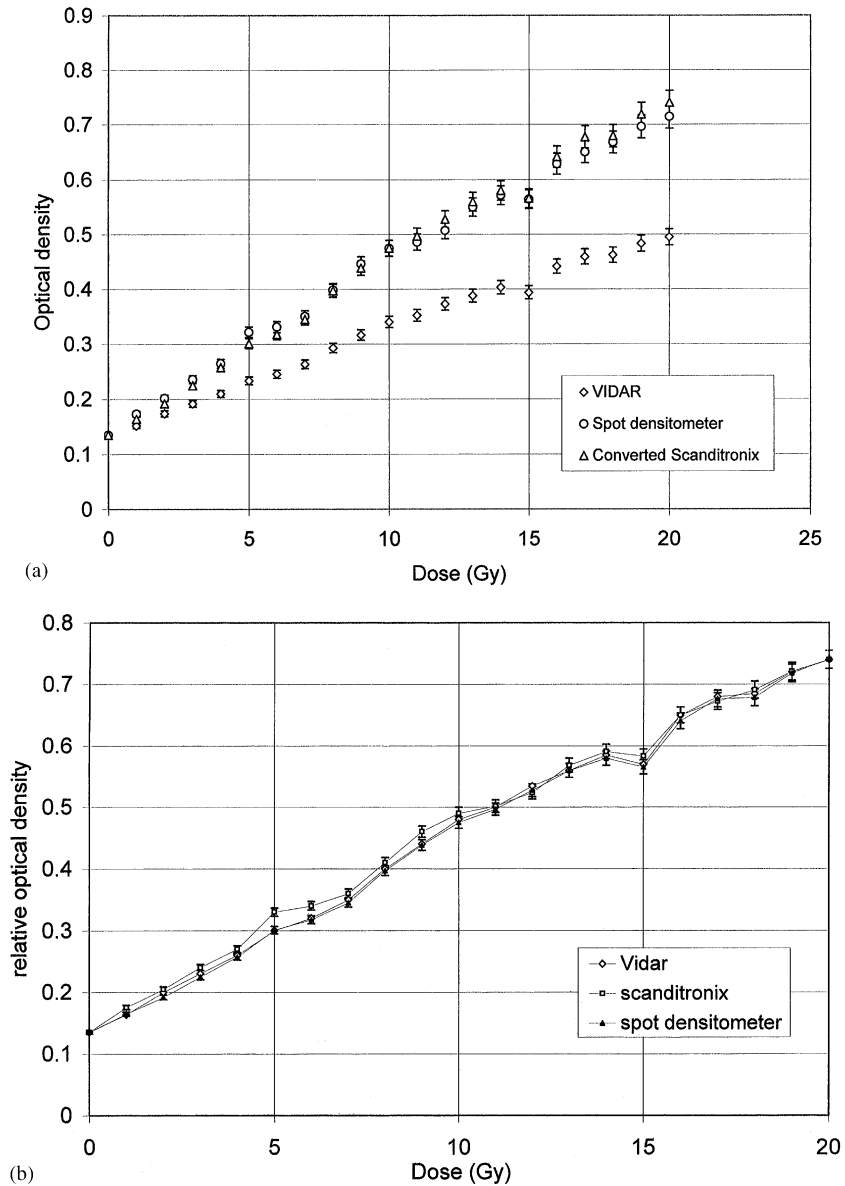 0.9
0.8
0.7
0.6
0.5
0.4
0.3
0.2
0.1
0
Optical density
VIDAR
Spot densitometer
Converted Scanditronix
0 5 10 15 20 25
Dose (Gy)
(a)
0.8
0.7
0.6
0.5
0.4
0.3
0.2
0.1
0
relative optical density
Vidar
scanditronix
spot densitometer
0 5 10 15 20
Dose (Gy)
(b)